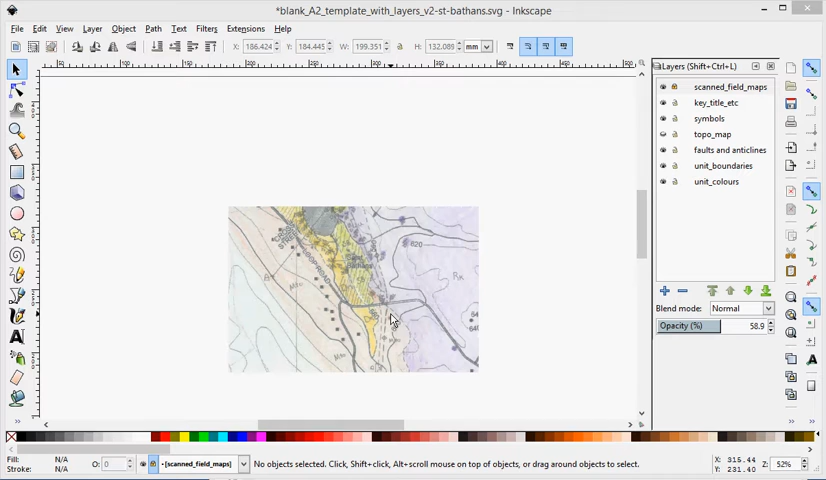 *blank_A2_template_with_layers_v2-st-bathans.svg - Inkscape
File Edit View Layer Object Path Text Filters Extensions Help
X: 186.424 Y: 184.445 W: 199.351 H: 132.089 mm
Layers (Shift+Ctrl+L)
scanned_field_maps
key_title_etc
symbols
topo_map
faults and anticlines
unit_boundaries
unit_colours
620
LOOP ROAD
Blend mode: Normal
Opacity (%) 58.9
Fill: N/A
Stroke: N/A
O: 0
[scanned_field_maps]
No objects selected. Click, Shift+click, Alt+scroll mouse on top of objects, or drag around objects to select.
X: 315.44
Y: 231.40
Z: 52%